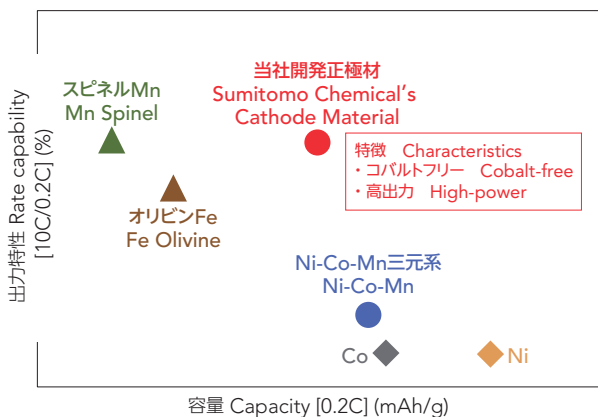 当社開発正極材
Sumitomo Chemical's
Cathode Material
スピネルMn
Mn Spinel
特徴 Characteristics
・コバルトフリー Cobalt-free
・高出力 High-power
オリビンFe
Fe Olivine
Ni-Co-Mn三元系
Ni-Co-Mn
Co
Ni
出力特性 Rate capability
[10C/0.2C] (%)
容量 Capacity [0.2C] (mAh/g)